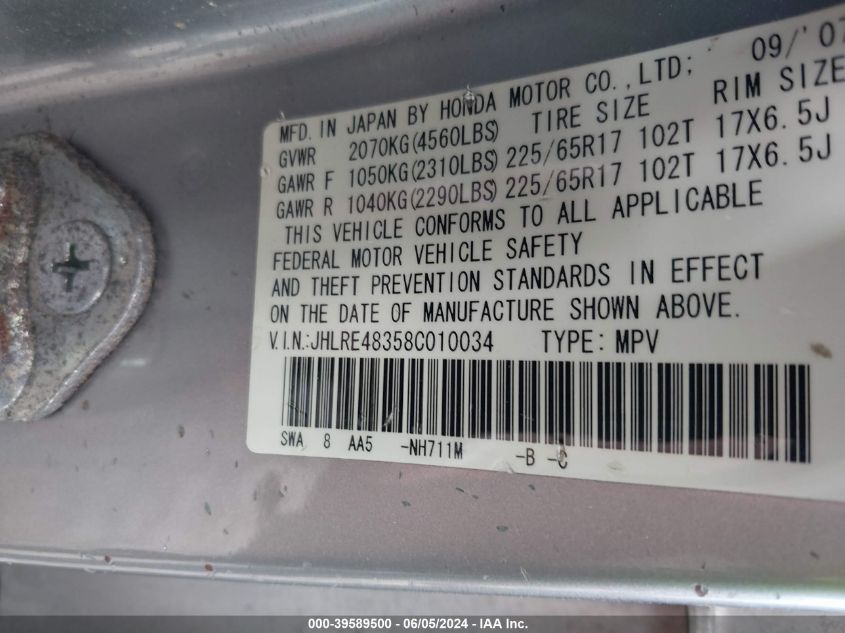 MFD. IN JAPAN BY HONDA MOTOR CO.,LTD; 09/'07
GVWR 2070KG(4560LBS) TIRE SIZE RIM SIZE
GAWR F 1050KG(2310LBS) 225/65R17 102T 17X6.5J
GAWR R 1040KG(2290LBS) 225/65R17 102T 17X6.5J
THIS VEHICLE CONFORMS TO ALL APPLICABLE
FEDERAL MOTOR VEHICLE SAFETY
AND THEFT PREVENTION STANDARDS IN EFFECT
ON THE DATE OF MANUFACTURE SHOWN ABOVE.
V.I.N.:JHLRE48358C010034 TYPE: MPV
SWA 8 AA5 -NH711M -B -C
000-39589500 - 06/05/2024 - IAA Inc.